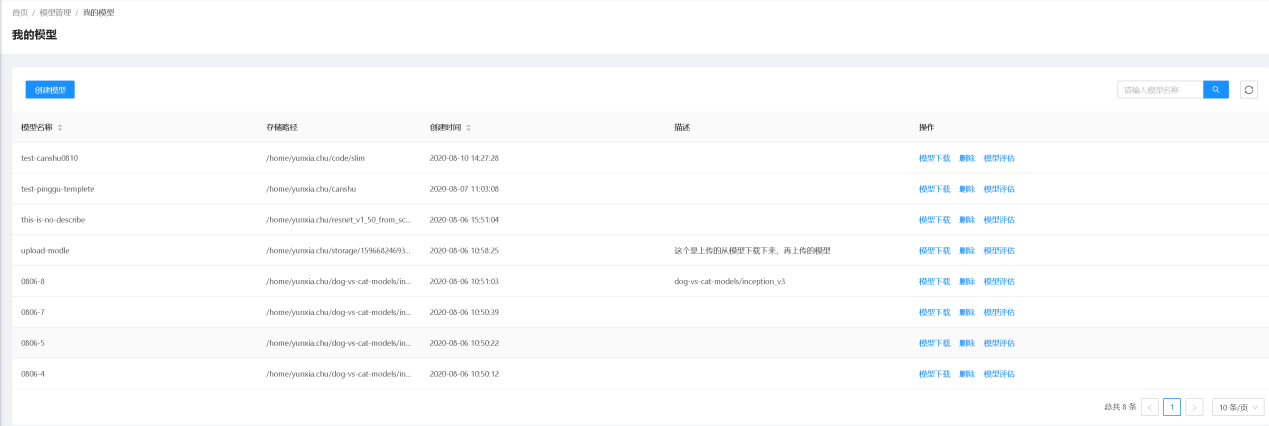 首页 / 模型管理 / 我的模型
我的模型
创建模型 请输入模型名称
模型名称 存储路径 创建时间 描述 操作
test-canshu0810 /home/yunxia.chu/code/slim 2020-08-10 14:27:28 模型下载 删除 模型评估
test-pinggu-templete /home/yunxia.chu/canshu 2020-08-07 11:03:08 模型下载 删除 模型评估
this-is-no-describe /home/yunxia.chu/resnet_v1_50_from_sc... 2020-08-06 15:51:04 模型下载 删除 模型评估
upload-modle /home/yunxia.chu/storage/15966824693... 2020-08-06 10:58:25 这个是上传的从模型下载下来，再上传的模型 模型下载 删除 模型评估
0806-8 /home/yunxia.chu/dog-vs-cat-models/in... 2020-08-06 10:51:03 dog-vs-cat-models/inception_v3 模型下载 删除 模型评估
0806-7 /home/yunxia.chu/dog-vs-cat-models/in... 2020-08-06 10:50:39 模型下载 删除 模型评估
0806-5 /home/yunxia.chu/dog-vs-cat-models/in... 2020-08-06 10:50:22 模型下载 删除 模型评估
0806-4 /home/yunxia.chu/dog-vs-cat-models/in... 2020-08-06 10:50:12 模型下载 删除 模型评估
总共 8 条 < 1 > 10 条/页